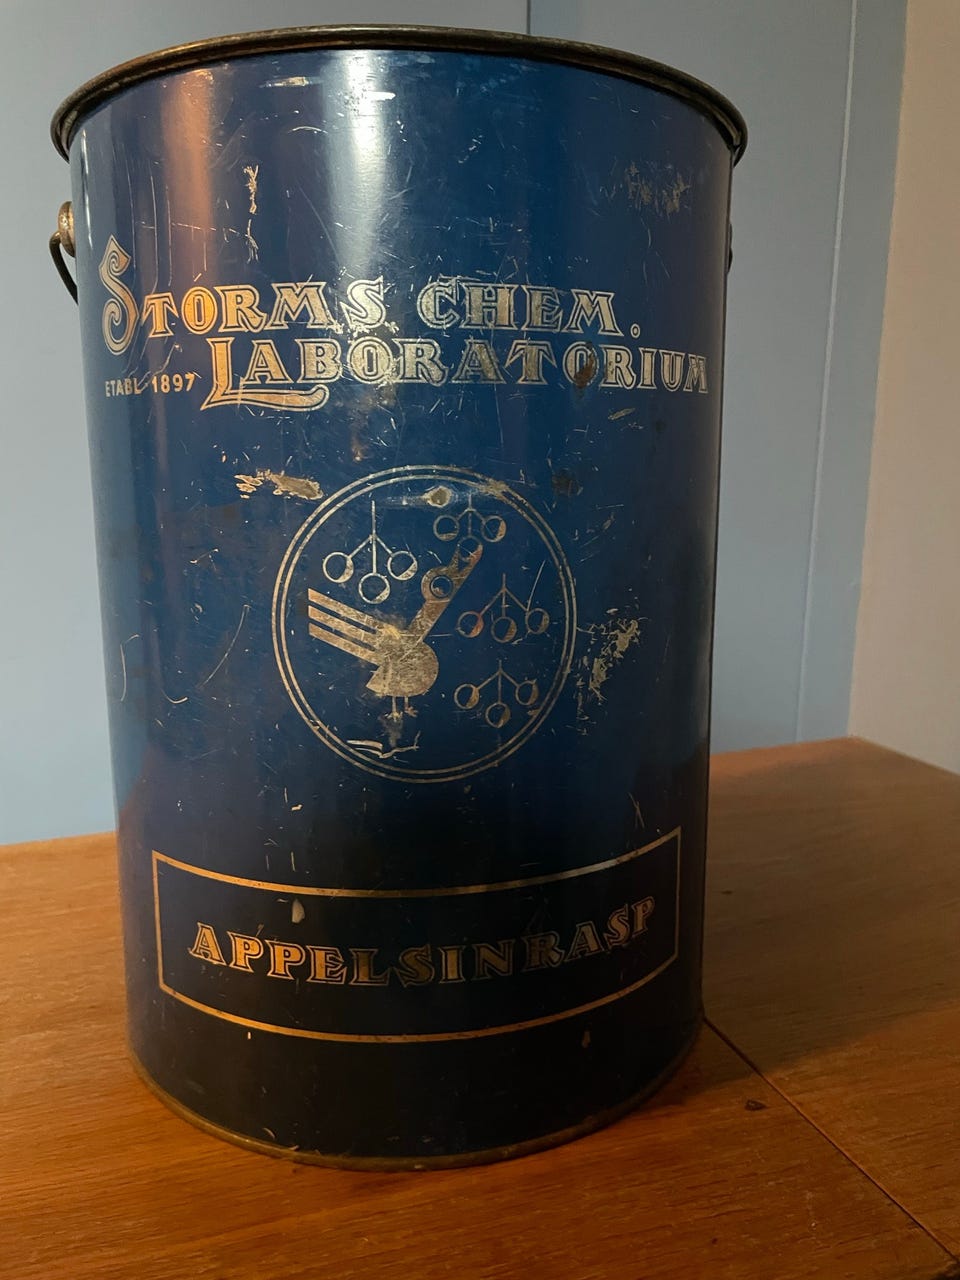 STORMS CHEM.
ETABL. 1897 LABORATORIUM
APPELSINRASP